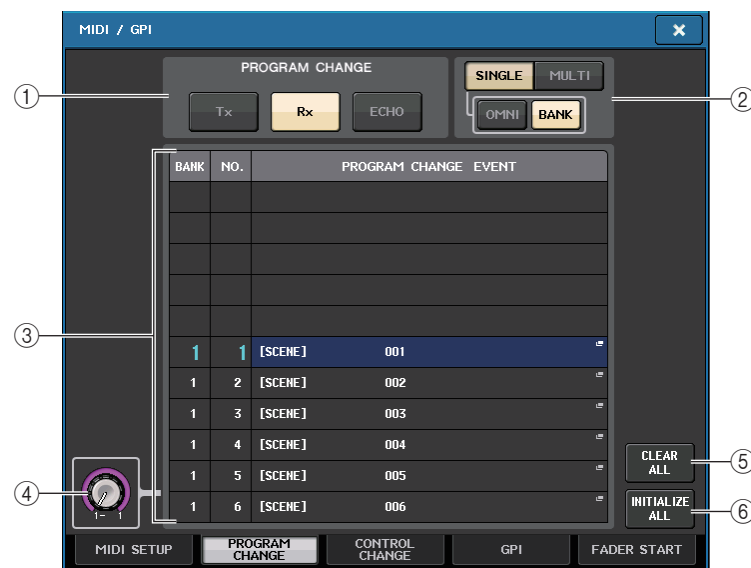 MIDI / GPI
PROGRAM CHANGE
Tx Rx ECHO
SINGLE MULTI
OMNI BANK
1
2
BANK NO. PROGRAM CHANGE EVENT
3
1 1 [SCENE] 001
1 2 [SCENE] 002
1 3 [SCENE] 003
1 4 [SCENE] 004
1 5 [SCENE] 005
1 6 [SCENE] 006
4
1- 1
CLEAR ALL
5
INITIALIZE ALL
6
MIDI SETUP
PROGRAM CHANGE
CONTROL CHANGE
GPI
FADER START